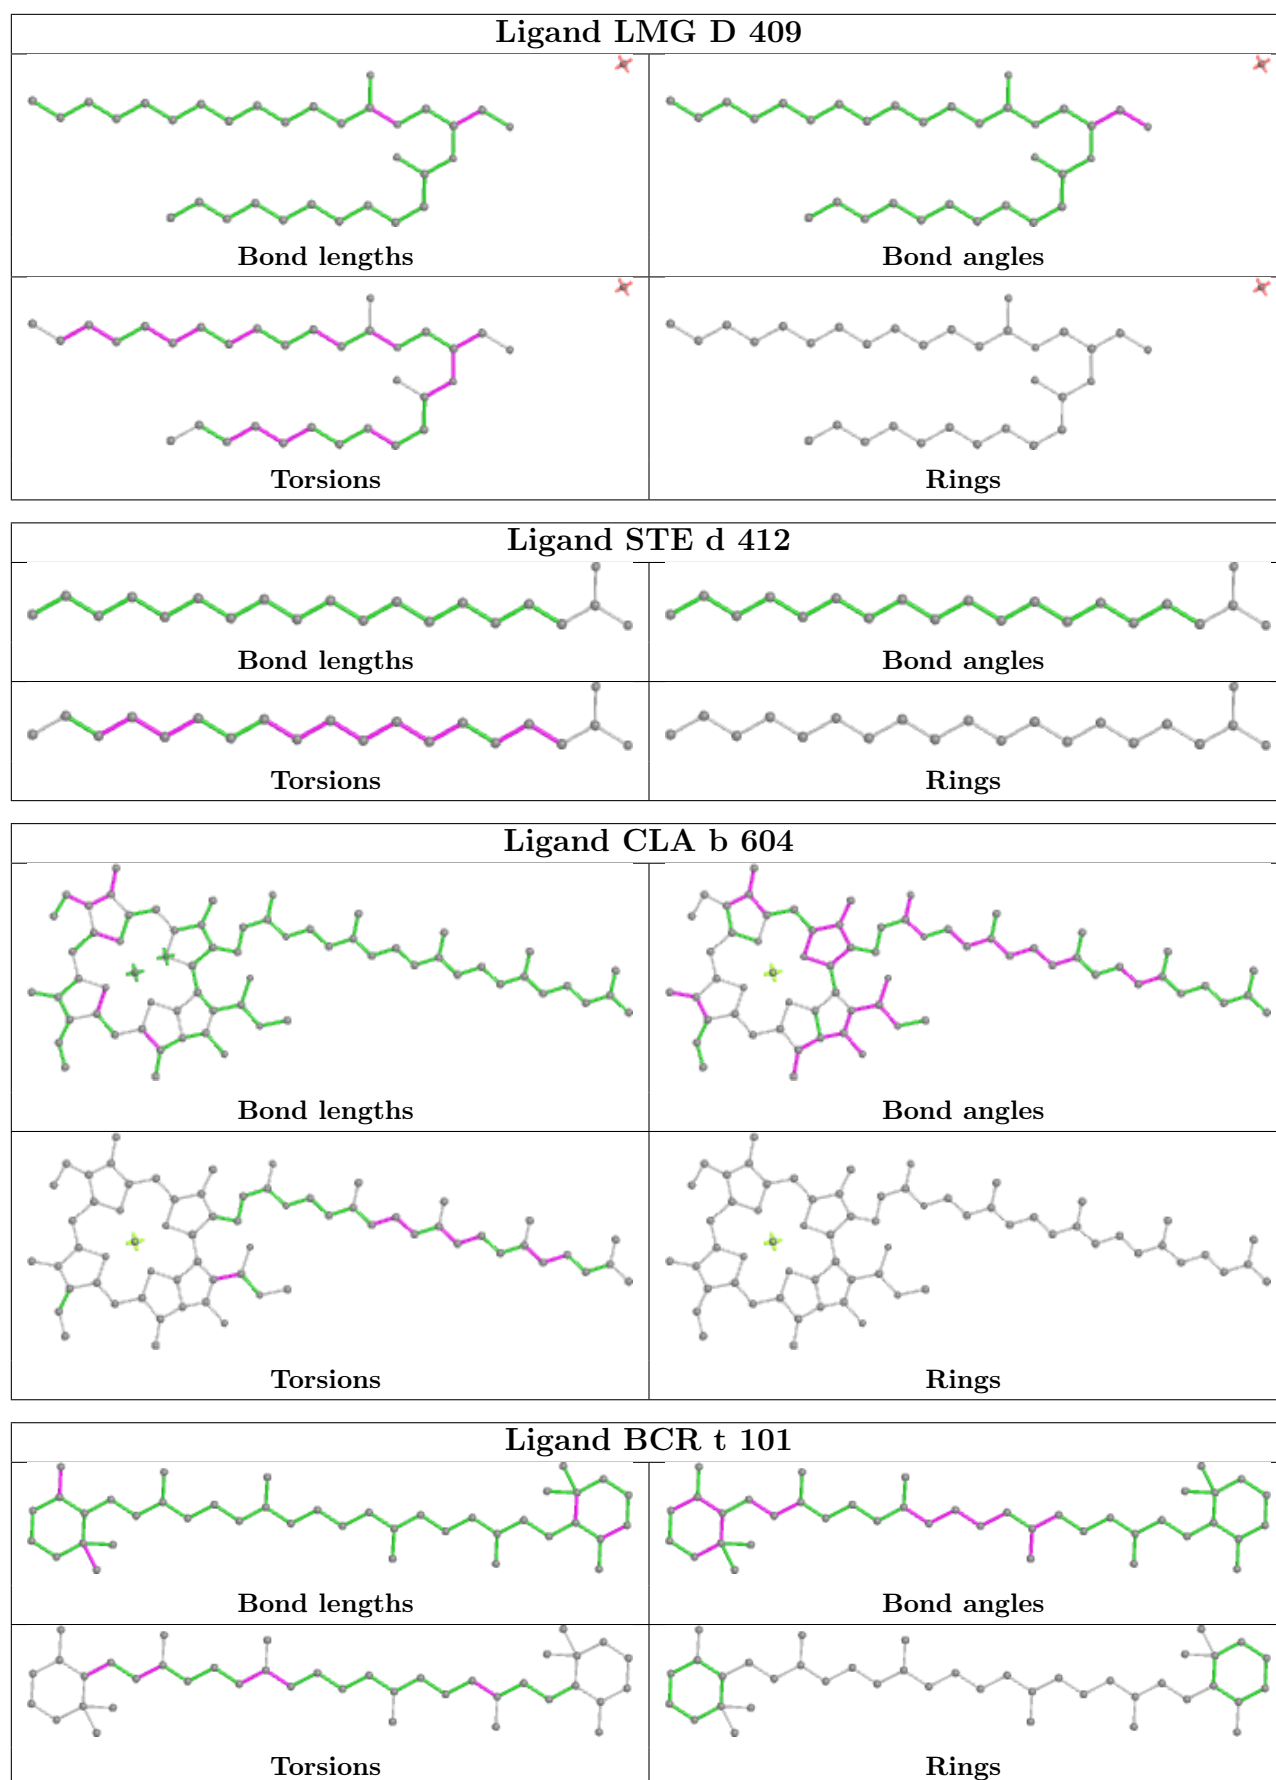 Ligand LMG D 409
Bond lengths
Bond angles
Torsions
Rings
Ligand STE d 412
Bond lengths
Bond angles
Torsions
Rings
Ligand CLA b 604
Bond lengths
Bond angles
Torsions
Rings
Ligand BCR t 101
Bond lengths
Bond angles
Torsions
Rings